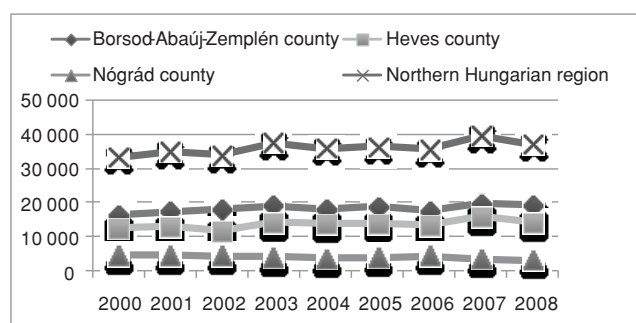 Borsod-Abaúj-Zemplén county Heves county
Nógrád county Northern Hungarian region
50 000
40 000
30 000
20 000
10 000
0
2000 2001 2002 2003 2004 2005 2006 2007 2008